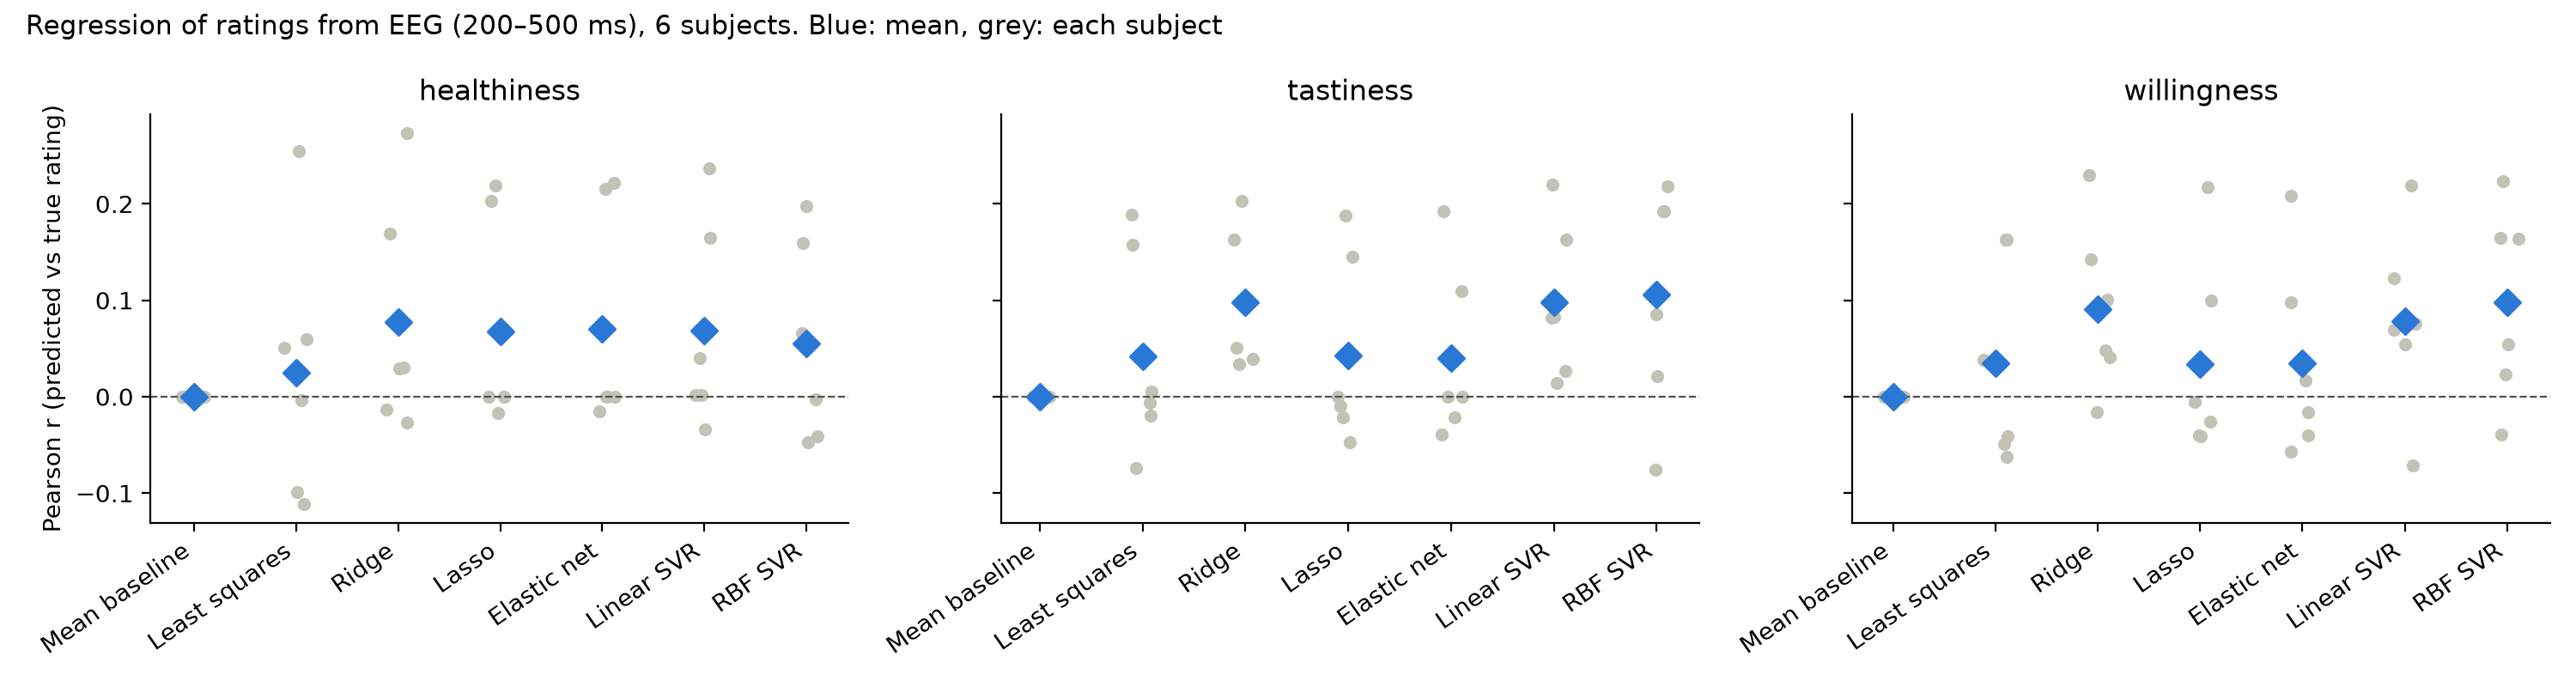 Regression of ratings from EEG (200–500 ms), 6 subjects. Blue: mean, grey: each subject
healthiness
tastiness
willingness
Pearson r (predicted vs true rating)
0.2
0.1
0.0
−0.1
Mean baseline
Least squares
Ridge
Lasso
Elastic net
Linear SVR
RBF SVR
Mean baseline
Least squares
Ridge
Lasso
Elastic net
Linear SVR
RBF SVR
Mean baseline
Least squares
Ridge
Lasso
Elastic net
Linear SVR
RBF SVR